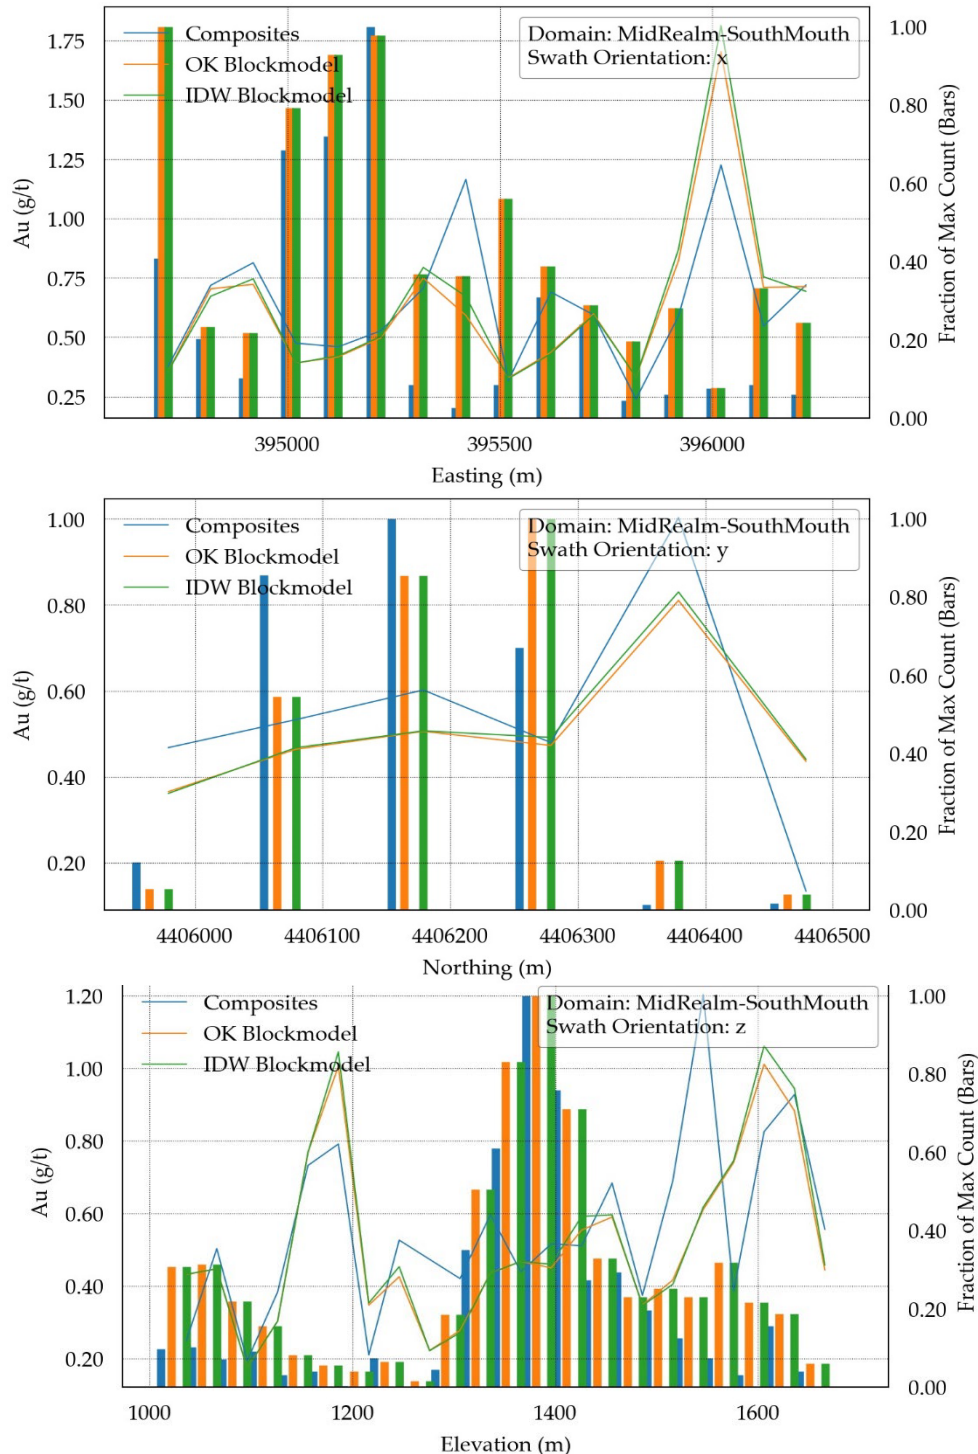 Composites
OK Blockmodel
IDW Blockmodel
Domain: MidRealm-SouthMouth
Swath Orientation: x
1.75
1.50
1.25
1.00
0.75
0.50
0.25
Au (g/t)
1.00
0.80
0.60
0.40
0.20
0.00
Fraction of Max Count (Bars)
395000
395500
396000
Easting (m)
Composites
OK Blockmodel
IDW Blockmodel
Domain: MidRealm-SouthMouth
Swath Orientation: y
1.00
0.80
0.60
0.40
0.20
Au (g/t)
1.00
0.80
0.60
0.40
0.20
0.00
Fraction of Max Count (Bars)
4406000
4406100
4406200
4406300
4406400
4406500
Northing (m)
Composites
OK Blockmodel
IDW Blockmodel
Domain: MidRealm-SouthMouth
Swath Orientation: z
1.20
1.00
0.80
0.60
0.40
0.20
Au (g/t)
1.00
0.80
0.60
0.40
0.20
0.00
Fraction of Max Count (Bars)
1000
1200
1400
1600
Elevation (m)